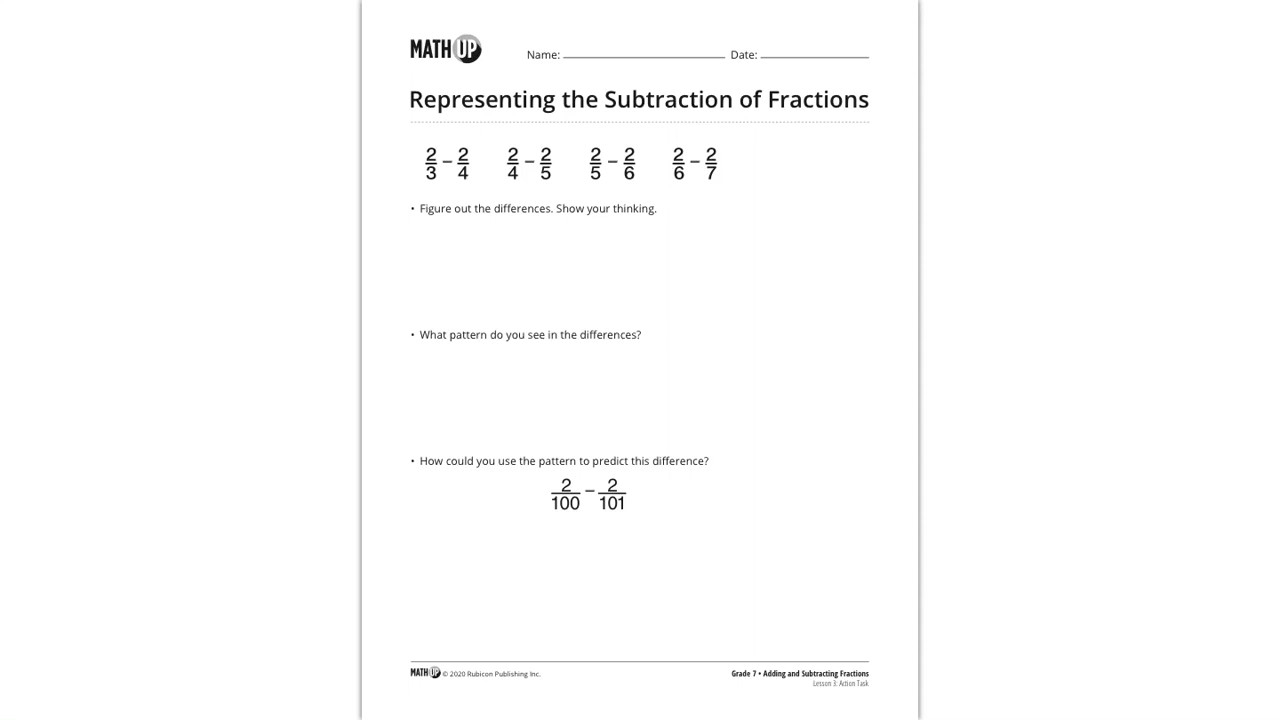 MATH UP Name: Date:
Representing the Subtraction of Fractions
2/3 – 2/4 2/4 – 2/5 2/5 – 2/6 2/6 – 2/7
• Figure out the differences. Show your thinking.
• What pattern do you see in the differences?
• How could you use the pattern to predict this difference?
2/100 – 2/101
MATH UP © 2020 Rubicon Publishing Inc. Grade 7 • Adding and Subtracting Fractions
Lesson 3: Action Task